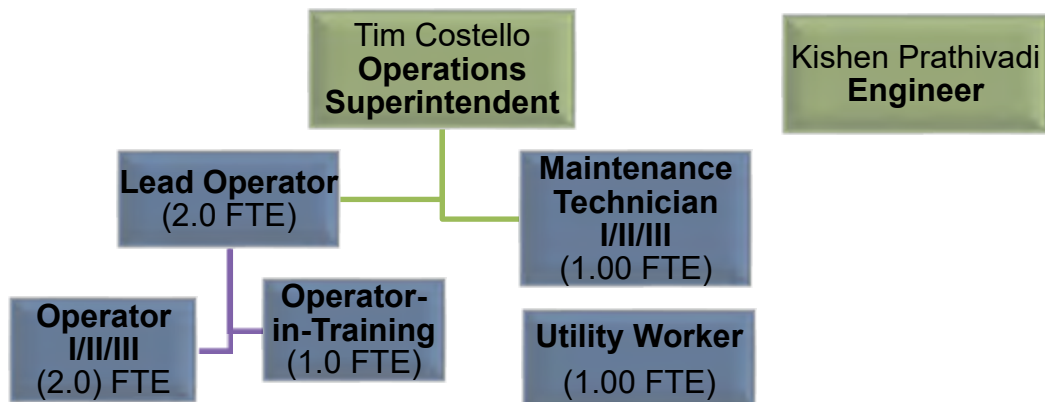 Tim Costello
Operations
Superintendent
Kishen Prathivadi
Engineer
Lead Operator
(2.0 FTE)
Maintenance
Technician
I/II/III
(1.00 FTE)
Operator
I/II/III
(2.0) FTE
Operator-
in-Training
(1.0 FTE)
Utility Worker
(1.00 FTE)